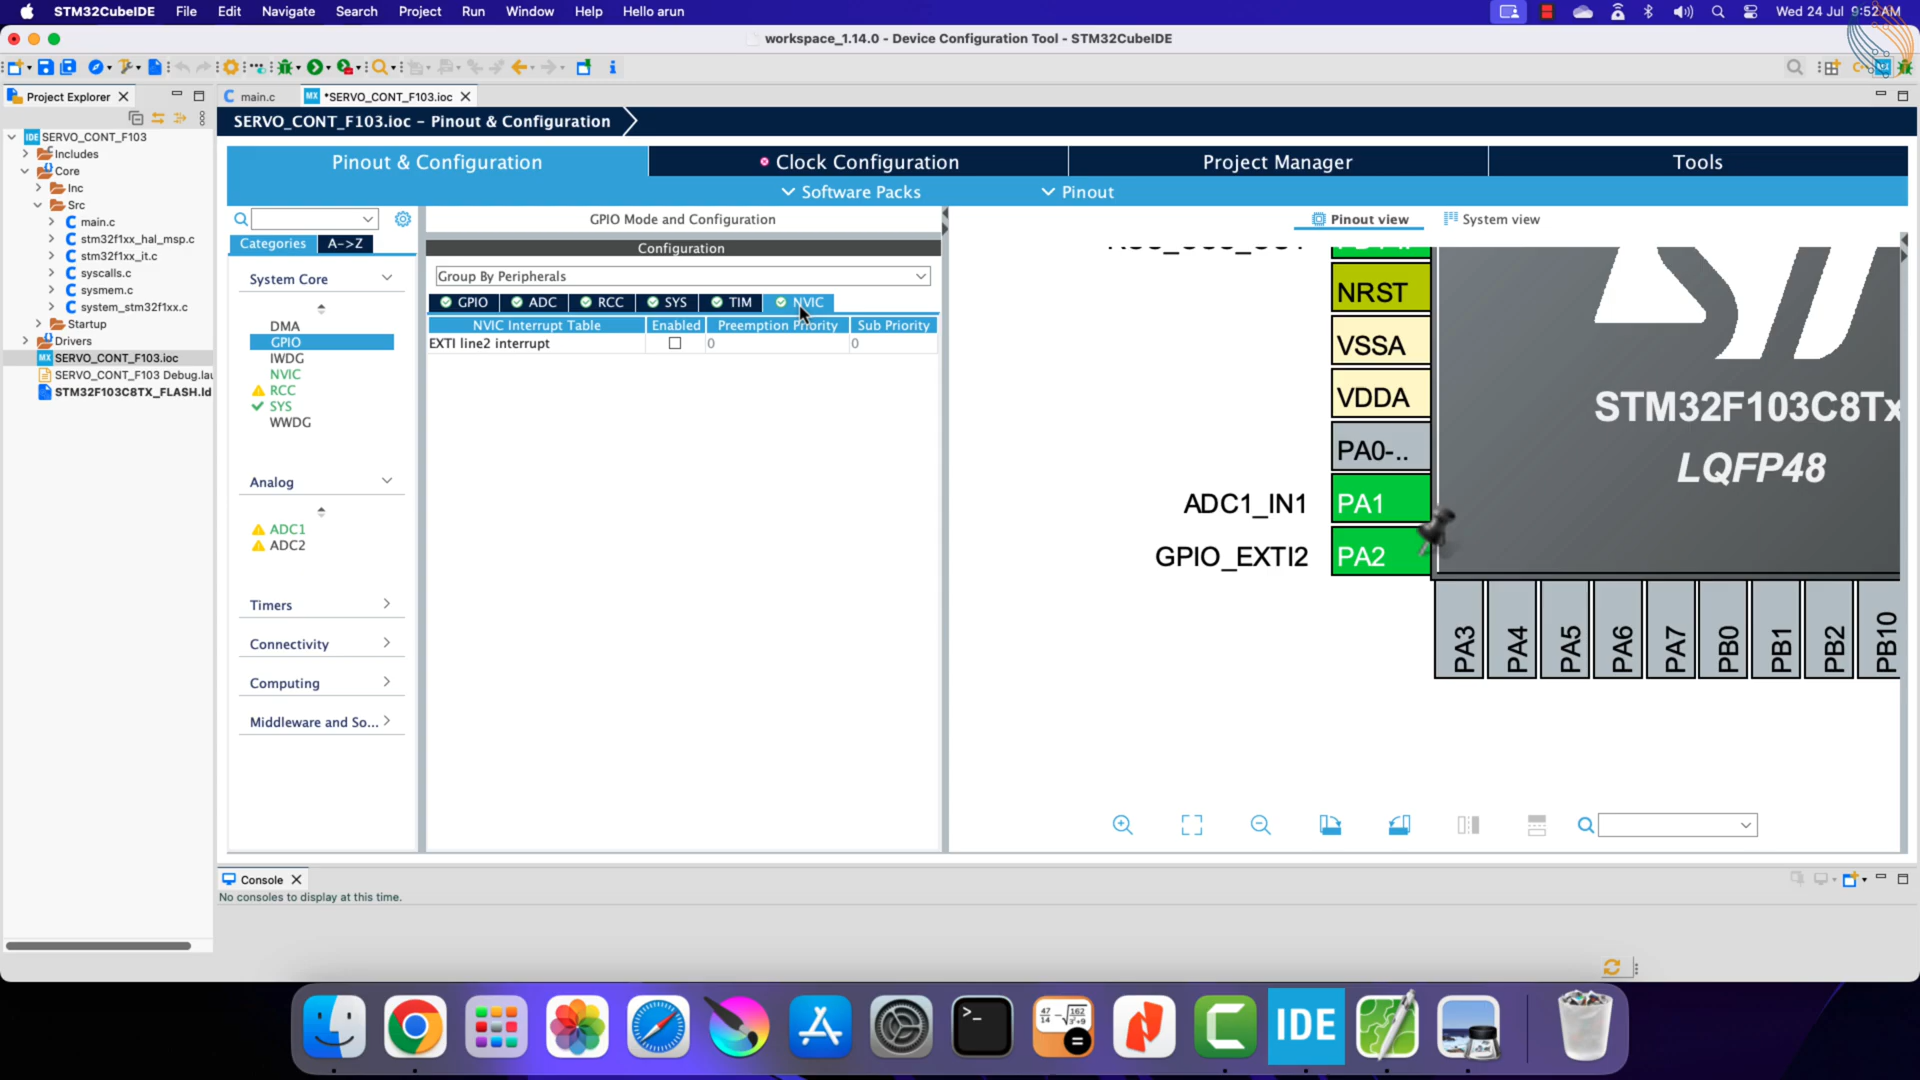 STM32CubeIDE File Edit Navigate Search Project Run Window Help Hello arun Wed 24 Jul 9:52AM
workspace_1.14.0 - Device Configuration Tool - STM32CubeIDE
Project Explorer
main.c
*SERVO_CONT_F103.ioc
SERVO_CONT_F103.ioc - Pinout & Configuration
IDE SERVO_CONT_F103
Includes
Core
Inc
Src
main.c
stm32f1xx_hal_msp.c
stm32f1xx_it.c
syscalls.c
sysmem.c
system_stm32f1xx.c
Startup
Drivers
MX SERVO_CONT_F103.ioc
SERVO_CONT_F103 Debug.lau
STM32F103C8TX_FLASH.ld
Pinout & Configuration
Clock Configuration
Project Manager
Tools
Software Packs
Pinout
Categories A->Z
System Core
DMA
GPIO
IWDG
NVIC
RCC
SYS
WWDG
Analog
ADC1
ADC2
Timers
Connectivity
Computing
Middleware and So...
GPIO Mode and Configuration
Configuration
Group By Peripherals
GPIO ADC RCC SYS TIM NVIC
NVIC Interrupt Table Enabled Preemption Priority Sub Priority
EXTI line2 interrupt 0 0
Pinout view
System view
NRST
VSSA
VDDA
PA0-..
ADC1_IN1 PA1
GPIO_EXTI2 PA2
STM32F103C8Tx
LQFP48
PA3
PA4
PA5
PA6
PA7
PB0
PB1
PB2
PB10
Console
No consoles to display at this time.
IDE